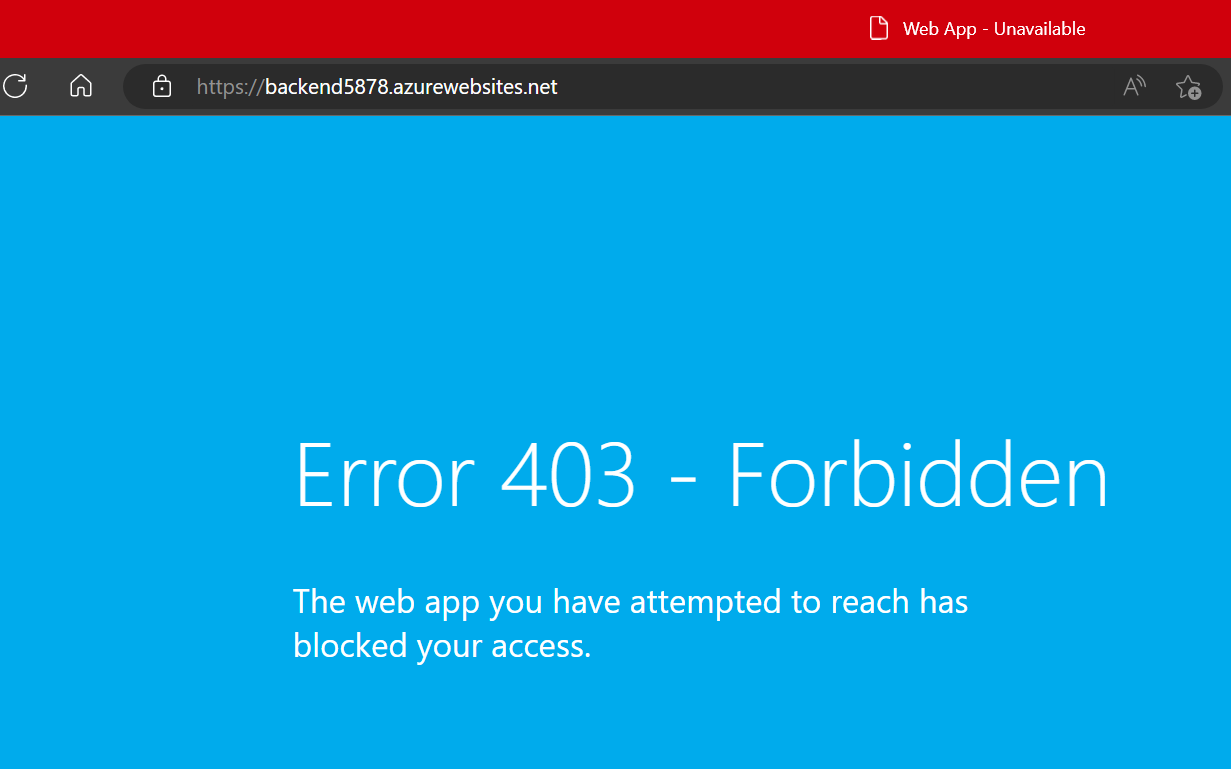 Web App - Unavailable
https://backend5878.azurewebsites.net
Error 403 - Forbidden
The web app you have attempted to reach has
blocked your access.